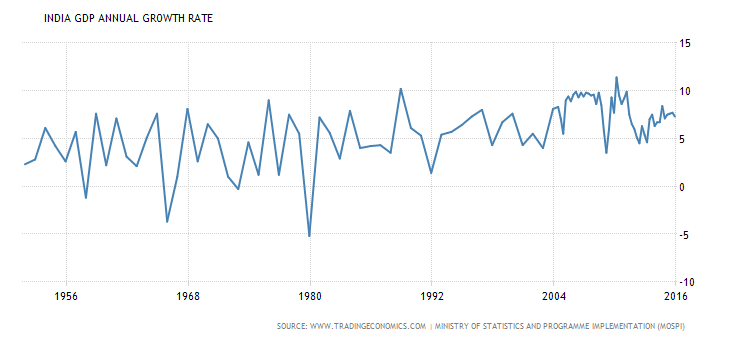 INDIA GDP ANNUAL GROWTH RATE
15
10
5
0
-5
-10
1956 1968 1980 1992 2004 2016
SOURCE: WWW.TRADINGECONOMICS.COM | MINISTRY OF STATISTICS AND PROGRAMME IMPLEMENTATION (MOSPI)